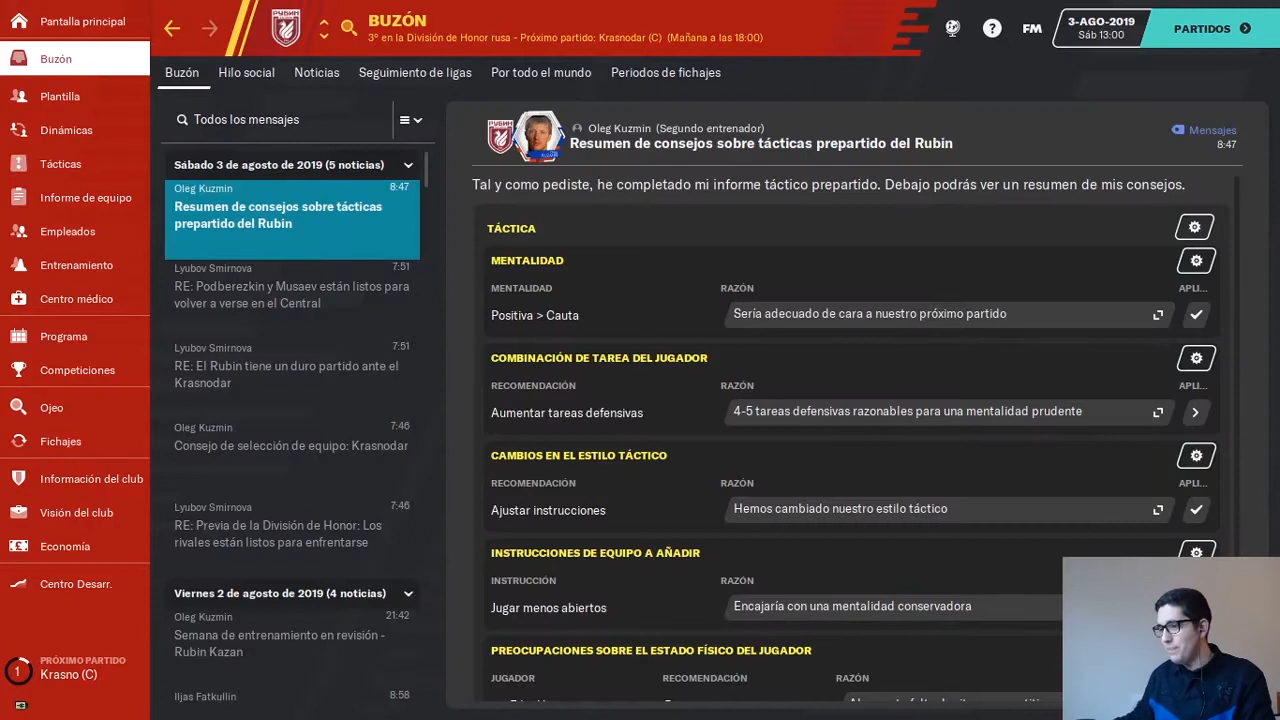 Pantalla principal
Buzón
Plantilla
Dinámicas
Tácticas
Informe de equipo
Empleados
Entrenamiento
Centro médico
Programa
Competiciones
Ojeo
Fichajes
Información del club
Visión del club
Economía
Centro Desarr.
1
PRÓXIMO PARTIDO
Krasno (C)
РУБИН
BUZÓN
3º en la División de Honor rusa - Próximo partido: Krasnodar (C) (Mañana a las 18:00)
?
FM
3-AGO-2019
Sáb 13:00
PARTIDOS
Buzón Hilo social Noticias Seguimiento de ligas Por todo el mundo Periodos de fichajes
Todos los mensajes
Sábado 3 de agosto de 2019 (5 noticias)
Oleg Kuzmin 8:47
Resumen de consejos sobre tácticas
prepartido del Rubin
Lyubov Smirnova 7:51
RE: Podberezkin y Musaev están listos para
volver a verse en el Central
Lyubov Smirnova 7:51
RE: El Rubin tiene un duro partido ante el
Krasnodar
Oleg Kuzmin 7:46
Consejo de selección de equipo: Krasnodar
Lyubov Smirnova 7:46
RE: Previa de la División de Honor: Los
rivales están listos para enfrentarse
Viernes 2 de agosto de 2019 (4 noticias)
Oleg Kuzmin 21:42
Semana de entrenamiento en revisión -
Rubin Kazan
Iljas Fatkullin 8:58
РУБИН
Oleg Kuzmin (Segundo entrenador)
Resumen de consejos sobre tácticas prepartido del Rubin
Mensajes
8:47
Tal y como pediste, he completado mi informe táctico prepartido. Debajo podrás ver un resumen de mis consejos.
TÁCTICA
MENTALIDAD
MENTALIDAD RAZÓN APLI...
Positiva > Cauta Sería adecuado de cara a nuestro próximo partido
COMBINACIÓN DE TAREA DEL JUGADOR
RECOMENDACIÓN RAZÓN APLI...
Aumentar tareas defensivas 4-5 tareas defensivas razonables para una mentalidad prudente
CAMBIOS EN EL ESTILO TÁCTICO
RECOMENDACIÓN RAZÓN APLI...
Ajustar instrucciones Hemos cambiado nuestro estilo táctico
INSTRUCCIONES DE EQUIPO A AÑADIR
INSTRUCCIÓN RAZÓN
Jugar menos abiertos Encajaría con una mentalidad conservadora
PREOCUPACIONES SOBRE EL ESTADO FÍSICO DEL JUGADOR
JUGADOR RECOMENDACIÓN RAZÓN